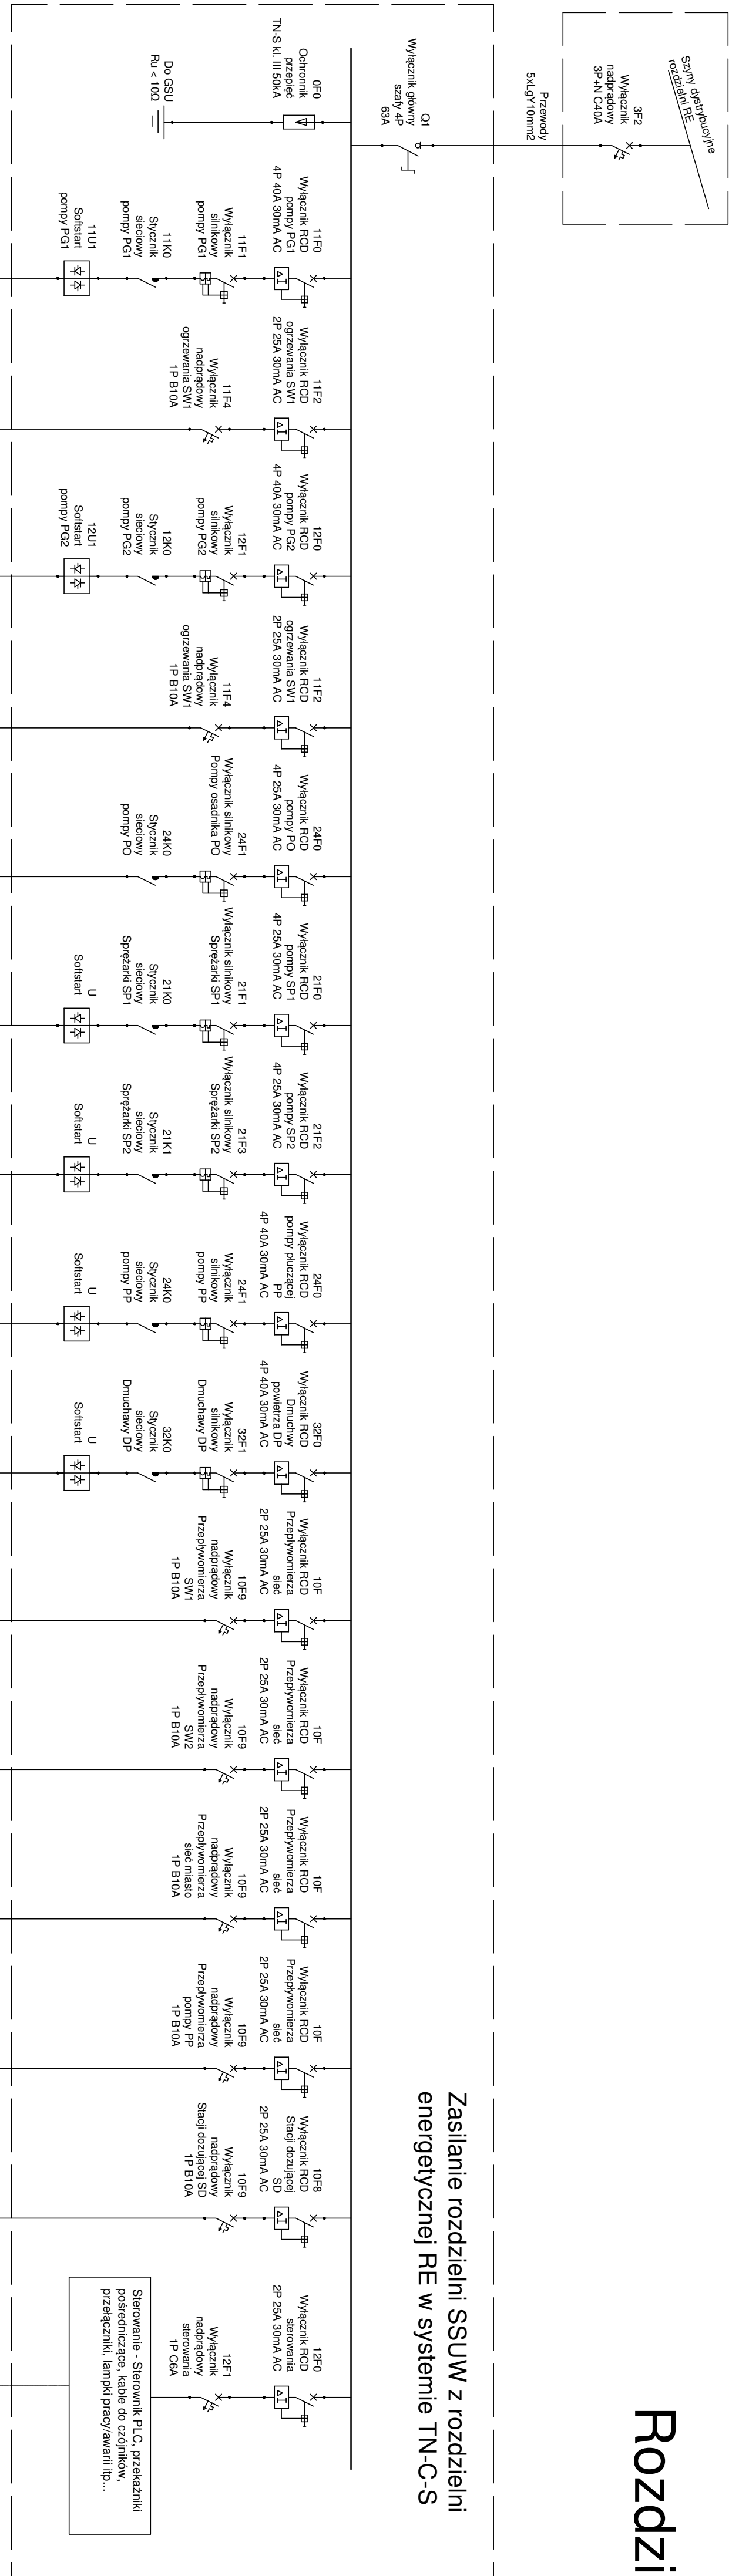 Rozdzi
Szyny dystrybucyjne
rozdzielni RE
3F2
Wyłącznik
nadprądowy
3P+N C40A
Przewody
5xLgY10mm2
Zasilanie rozdzielni SSUW z rozdzielni
energetycznej RE w systemie TN-C-S
Q1
Wyłącznik główny
szafy 4P
63A
0F0
Ochronnik
przepięć
TN-S kl. III 50kA
Do GSU
Ru < 10Ω
11F0
Wyłącznik RCD
pompy PG1
4P 40A 30mA AC
11F1
Wyłącznik
silnikowy
pompy PG1
11K0
Stycznik
sieciowy
pompy PG1
11U1
Softstart
pompy PG1
11F2
Wyłącznik RCD
ogrzewania SW1
2P 25A 30mA AC
11F4
Wyłącznik
nadprądowy
ogrzewania SW1
1P B10A
12F0
Wyłącznik RCD
pompy PG2
4P 40A 30mA AC
12F1
Wyłącznik
silnikowy
pompy PG2
12K0
Stycznik
sieciowy
pompy PG2
12U1
Softstart
pompy PG2
11F2
Wyłącznik RCD
ogrzewania SW1
2P 25A 30mA AC
11F4
Wyłącznik
nadprądowy
ogrzewania SW1
1P B10A
24F0
Wyłącznik RCD
pompy PO
4P 25A 30mA AC
24F1
Wyłącznik silnikowy
Pompy osadnika PO
24K0
Stycznik
sieciowy
pompy PO
21F0
Wyłącznik RCD
pompy SP1
4P 25A 30mA AC
21F1
Wyłącznik silnikowy
Sprężarki SP1
21K0
Stycznik
sieciowy
Sprężarki SP1
U
Softstart
21F2
Wyłącznik RCD
pompy SP2
4P 25A 30mA AC
21F3
Wyłącznik silnikowy
Sprężarki SP2
21K1
Stycznik
sieciowy
Sprężarki SP2
U
Softstart
24F0
Wyłącznik RCD
pompy płuczącej
PP
4P 40A 30mA AC
24F1
Wyłącznik
silnikowy
pompy PP
24K0
Stycznik
sieciowy
pompy PP
U
Softstart
32F0
Wyłącznik RCD
Dmuchwy
powietrza DP
4P 40A 30mA AC
32F1
Wyłącznik
silnikowy
Dmuchawy DP
32K0
Stycznik
sieciowy
Dmuchawy DP
U
Softstart
10F
Wyłącznik RCD
Przepływomierza
sieć
2P 25A 30mA AC
10F9
Wyłącznik
nadprądowy
Przepływomierza
SW1
1P B10A
10F
Wyłącznik RCD
Przepływomierza
sieć
2P 25A 30mA AC
10F9
Wyłącznik
nadprądowy
Przepływomierza
SW2
1P B10A
10F
Wyłącznik RCD
Przepływomierza
sieć
2P 25A 30mA AC
10F9
Wyłącznik
nadprądowy
Przepływomierza
sieć miasto
1P B10A
10F
Wyłącznik RCD
Przepływomierza
sieć
2P 25A 30mA AC
10F9
Wyłącznik
nadprądowy
Przepływomierza
pompy PP
1P B10A
10F8
Wyłącznik RCD
Stacji dozującej
SD
2P 25A 30mA AC
10F9
Wyłącznik
nadprądowy
Stacji dozującej SD
1P B10A
12F0
Wyłącznik RCD
sterowania
2P 25A 30mA AC
12F1
Wyłącznik
nadprądowy
sterowania
1P C6A
Sterowanie - Sterownik PLC, przekaźniki
pośredniczące, kable do czójników,
przełączniki, lampki pracy/awarii itp...